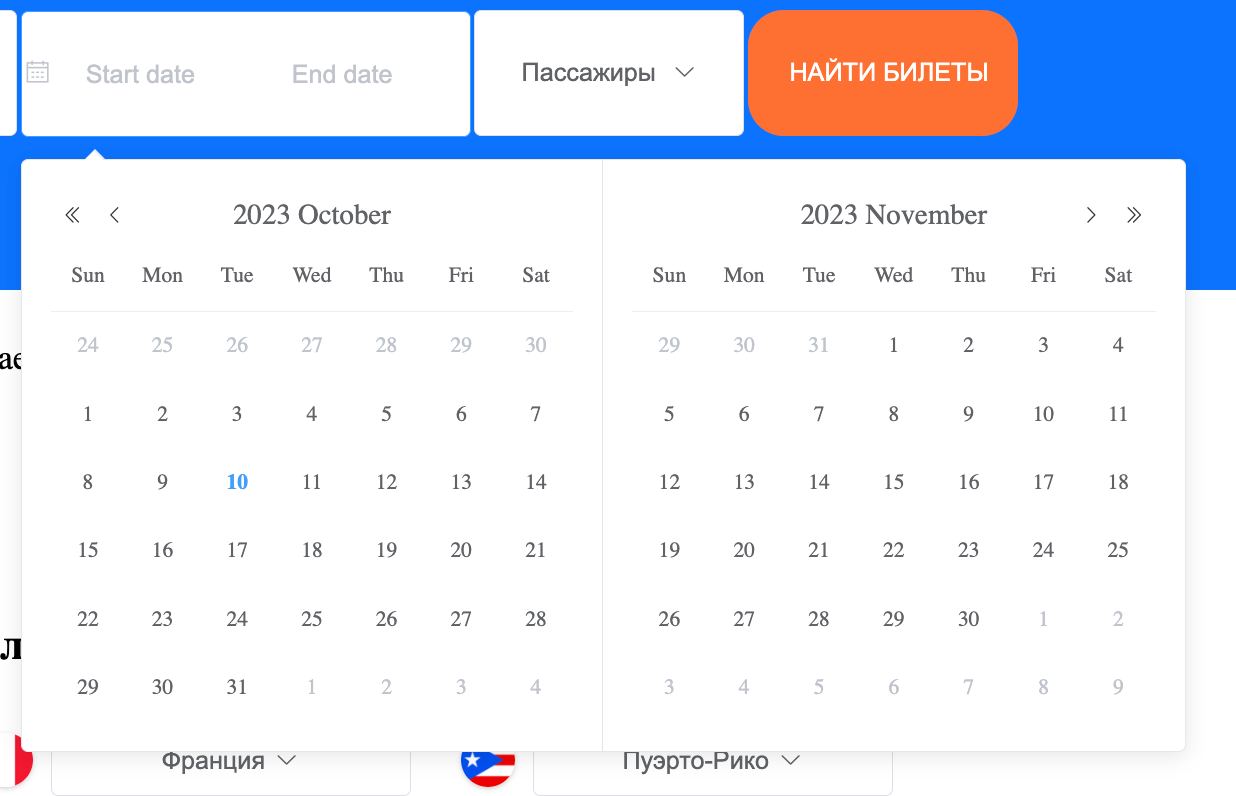 Start date End date Пассажиры НАЙТИ БИЛЕТЫ
2023 October
Sun Mon Tue Wed Thu Fri Sat
24 25 26 27 28 29 30
1 2 3 4 5 6 7
8 9 10 11 12 13 14
15 16 17 18 19 20 21
22 23 24 25 26 27 28
29 30 31 1 2 3 4
2023 November
Sun Mon Tue Wed Thu Fri Sat
29 30 31 1 2 3 4
5 6 7 8 9 10 11
12 13 14 15 16 17 18
19 20 21 22 23 24 25
26 27 28 29 30 1 2
3 4 5 6 7 8 9
Франция Пуэрто-Рико